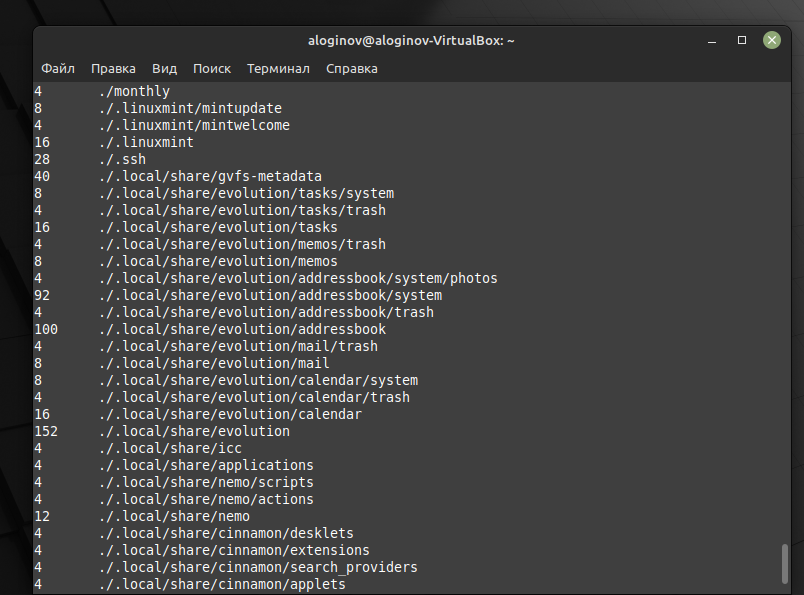 aloginov@aloginov-VirtualBox: ~
Файл Правка Вид Поиск Терминал Справка
4 ./monthly
8 ./.linuxmint/mintupdate
4 ./.linuxmint/mintwelcome
16 ./.linuxmint
28 ./.ssh
40 ./.local/share/gvfs-metadata
8 ./.local/share/evolution/tasks/system
4 ./.local/share/evolution/tasks/trash
16 ./.local/share/evolution/tasks
4 ./.local/share/evolution/memos/trash
8 ./.local/share/evolution/memos
4 ./.local/share/evolution/addressbook/system/photos
92 ./.local/share/evolution/addressbook/system
4 ./.local/share/evolution/addressbook/trash
100 ./.local/share/evolution/addressbook
4 ./.local/share/evolution/mail/trash
8 ./.local/share/evolution/mail
8 ./.local/share/evolution/calendar/system
4 ./.local/share/evolution/calendar/trash
16 ./.local/share/evolution/calendar
152 ./.local/share/evolution
4 ./.local/share/icc
4 ./.local/share/applications
4 ./.local/share/nemo/scripts
4 ./.local/share/nemo/actions
12 ./.local/share/nemo
4 ./.local/share/cinnamon/desklets
4 ./.local/share/cinnamon/extensions
4 ./.local/share/cinnamon/search_providers
4 ./.local/share/cinnamon/applets